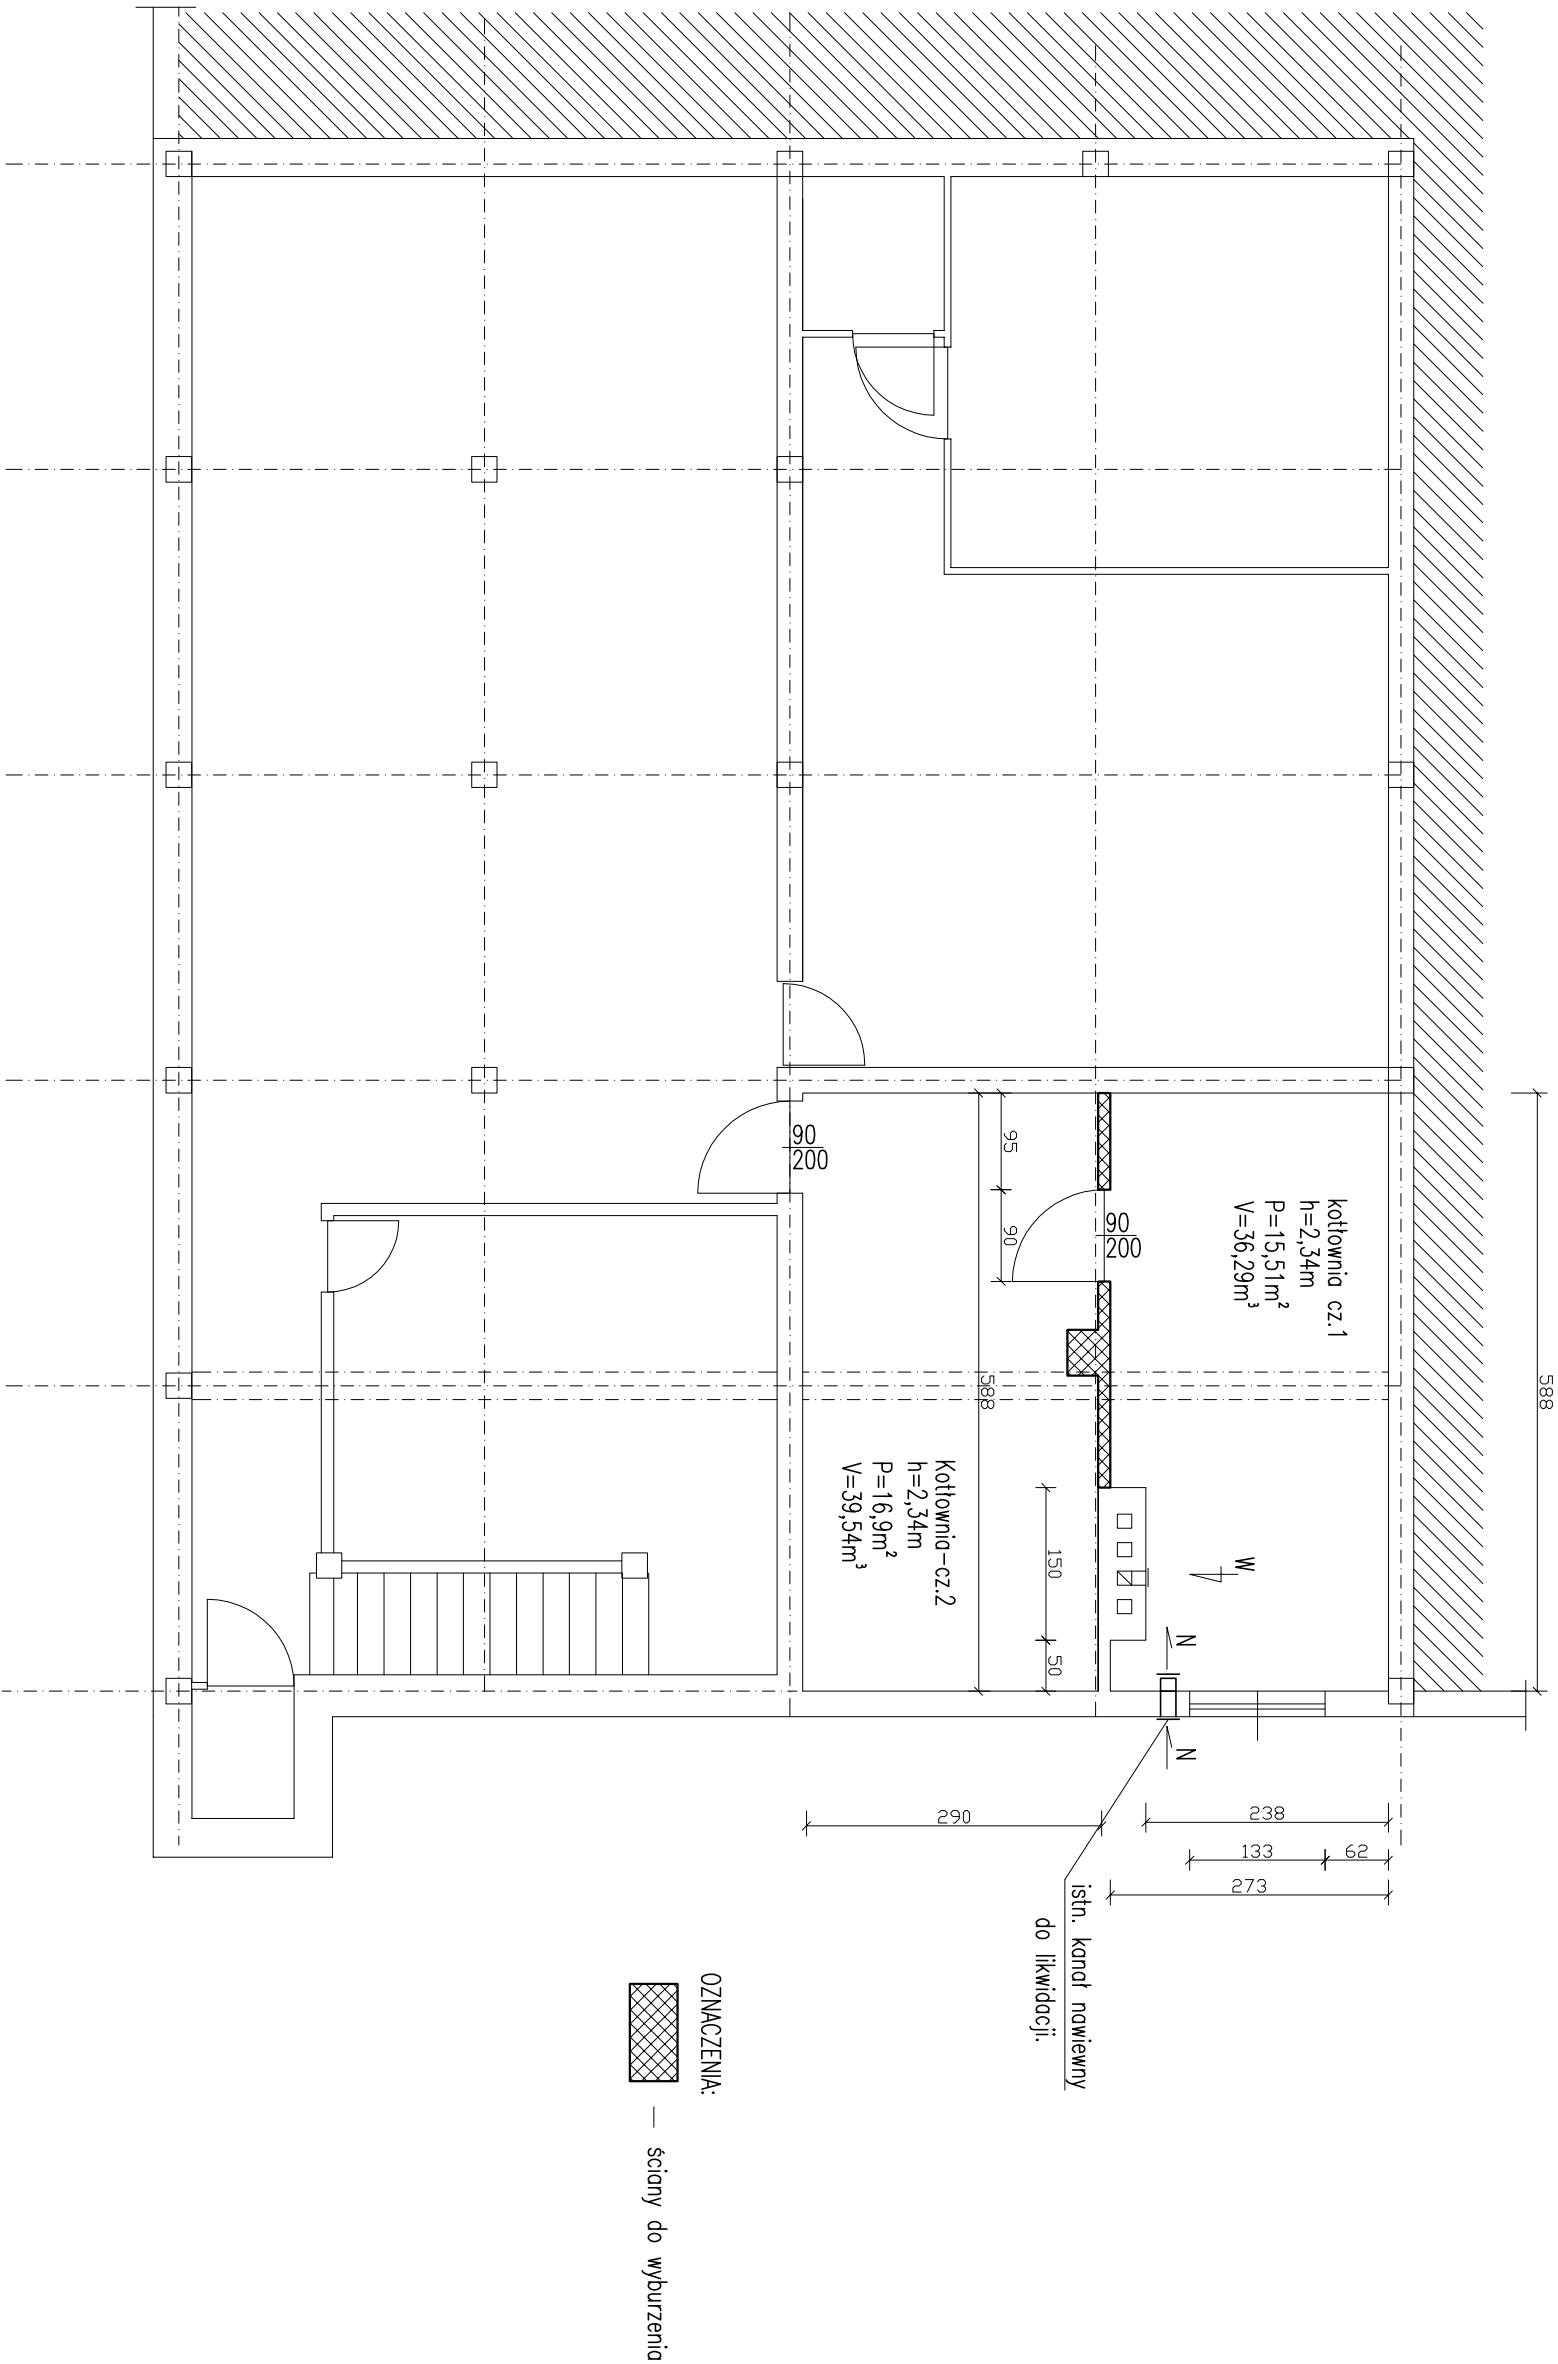 588
kotłownia cz.1
h=2,34m
P=15,51m²
V=36,29m³
90
200
95
90
90
200
588
Kotłownia-cz.2
h=2,34m
P=16,9m²
V=39,54m³
150
50
W
N
N
238
290
133
62
273
istn. kanał nawiewny
do likwidacji.
OZNACZENIA:
— ściany do wyburzenia